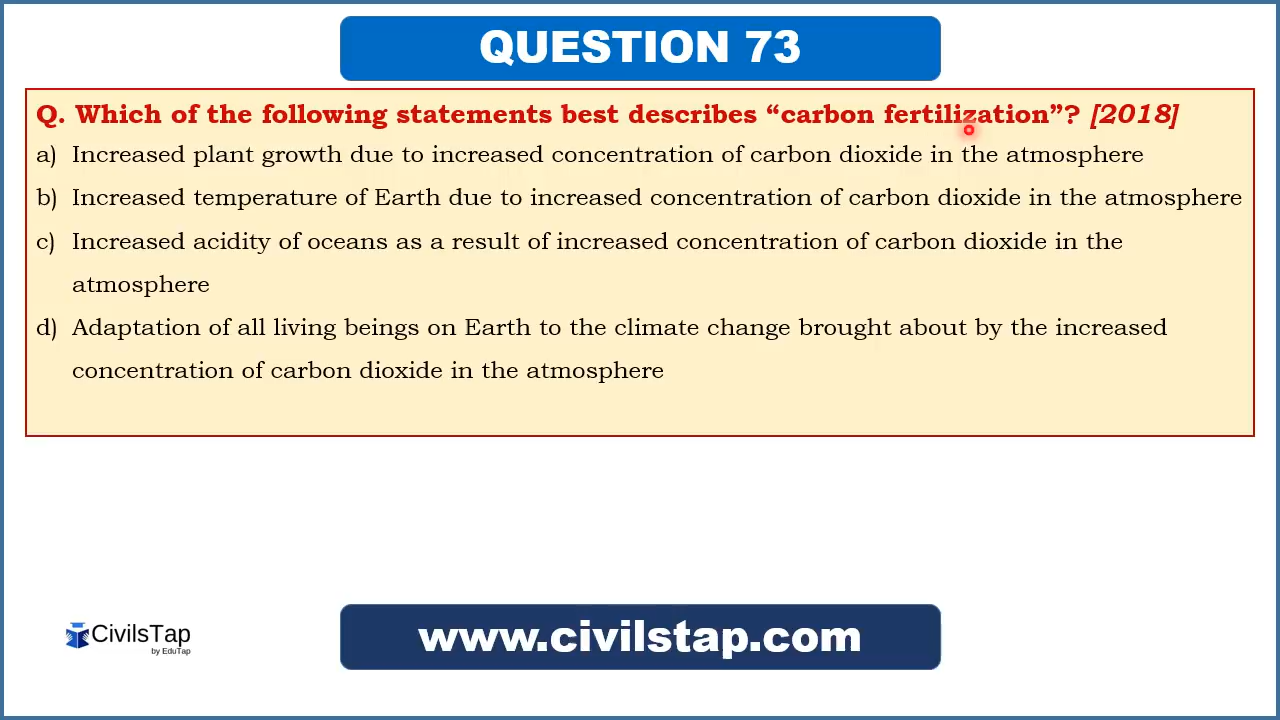 QUESTION 73
Q. Which of the following statements best describes “carbon fertilization”? [2018]
a) Increased plant growth due to increased concentration of carbon dioxide in the atmosphere
b) Increased temperature of Earth due to increased concentration of carbon dioxide in the atmosphere
c) Increased acidity of oceans as a result of increased concentration of carbon dioxide in the
atmosphere
d) Adaptation of all living beings on Earth to the climate change brought about by the increased
concentration of carbon dioxide in the atmosphere
CivilsTap
by EduTap
www.civilstap.com